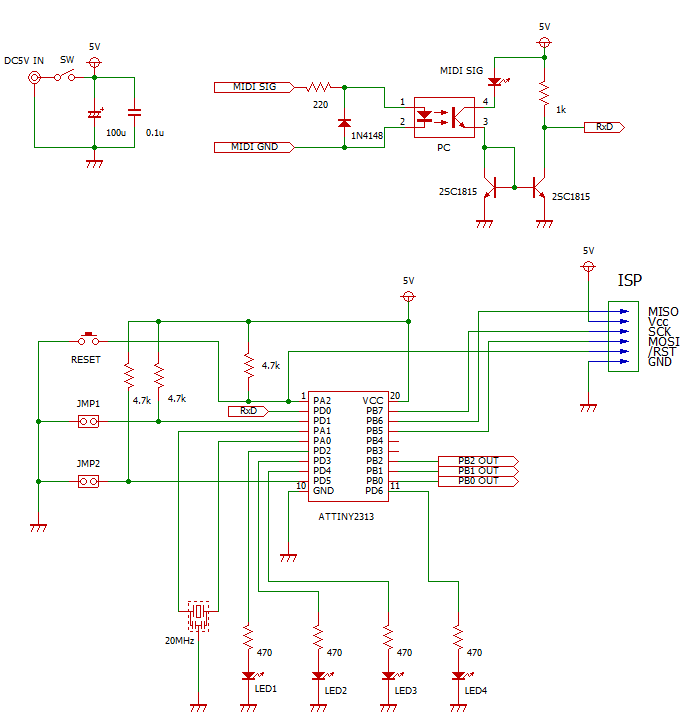 5V
DC5V IN
SW
5V
MIDI SIG
MIDI SIG
220
1k
1
4
100u
0.1u
1N4148
2
3
RxD
MIDI GND
PC
2SC1815
2SC1815
5V
ISP
5V
MISO
Vcc
SCK
MOSI
/RST
GND
RESET
4.7k
4.7k
4.7k
JMP1
JMP2
RxD
1
20
PA2
PD0
PD1
PA1
PA0
PD2
PD3
PD4
PD5
GND
VCC
PB7
PB6
PB5
PB4
PB3
PB2
PB1
PB0
PD6
10
11
PB2 OUT
PB1 OUT
PB0 OUT
ATTINY2313
20MHz
470
470
470
470
LED1
LED2
LED3
LED4